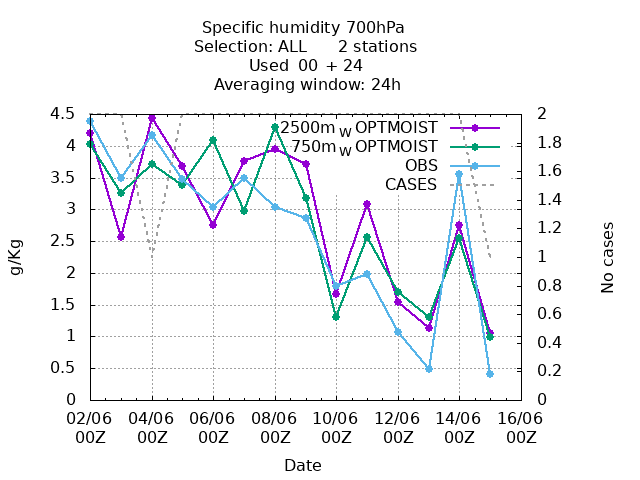 Specific humidity 700hPa
Selection: ALL 2 stations
Used 00 + 24
Averaging window: 24h
2500m W OPTMOIST
750m W OPTMOIST
OBS
CASES
4.5
4
3.5
3
2.5
2
1.5
1
0.5
0
g/Kg
2
1.8
1.6
1.4
1.2
1
0.8
0.6
0.4
0.2
0
No cases
02/06 04/06 06/06 08/06 10/06 12/06 14/06 16/06
00Z 00Z 00Z 00Z 00Z 00Z 00Z 00Z
Date